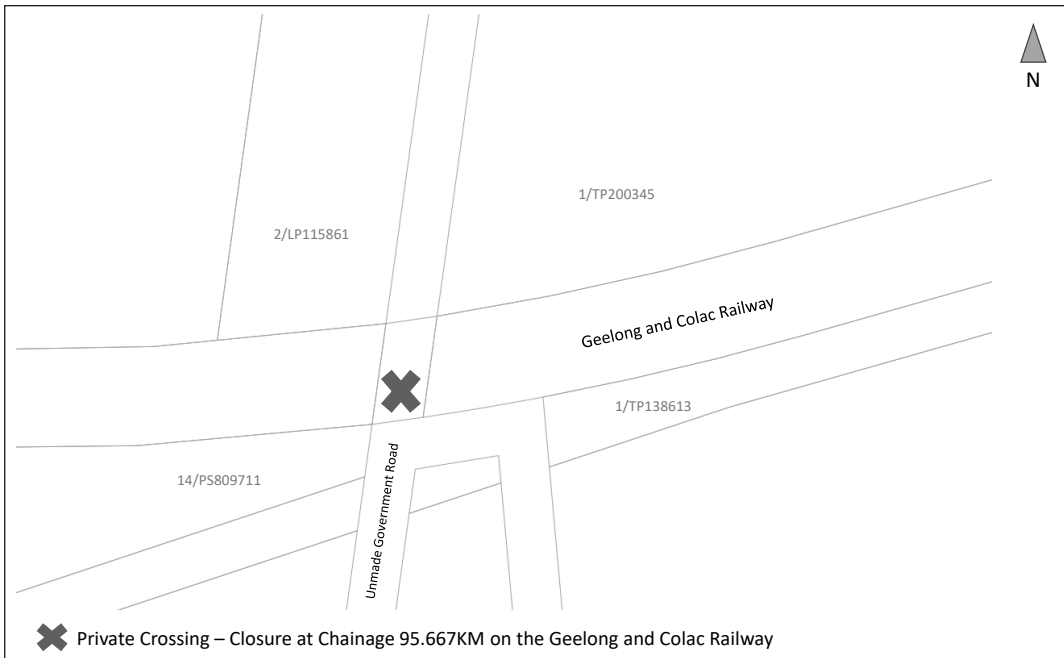 N
1/TP200345
2/LP115861
Geelong and Colac Railway
1/TP138613
14/PS809711
Unmade Government Road
Private Crossing – Closure at Chainage 95.667KM on the Geelong and Colac Railway